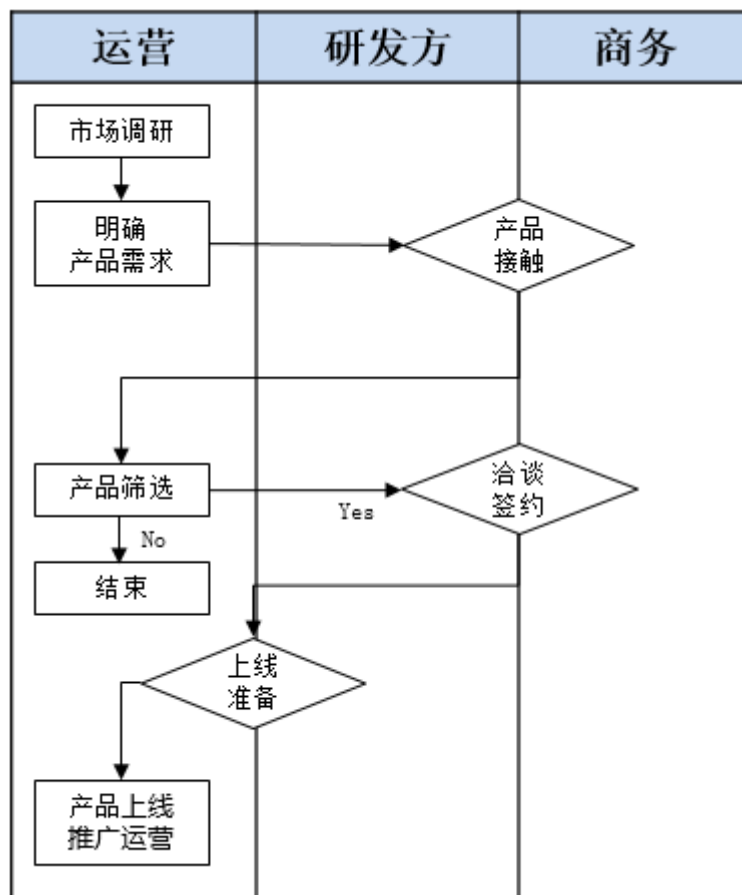 运营
研发方
商务
市场调研
明确
产品需求
产品
接触
产品筛选
Yes
洽谈
签约
No
结束
上线
准备
产品上线
推广运营